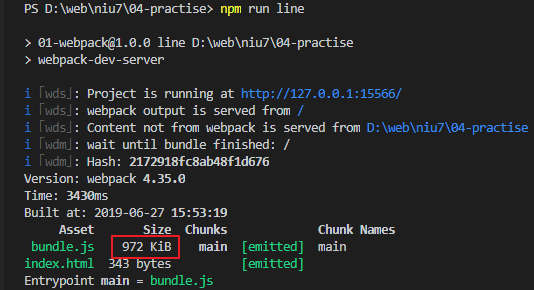 PS D:\web\niu7\04-practise> npm run line
> 01-webpack@1.0.0 line D:\web\niu7\04-practise
> webpack-dev-server
i ｢wds｣: Project is running at http://127.0.0.1:15566/
i ｢wds｣: webpack output is served from /
i ｢wds｣: Content not from webpack is served from D:\web\niu7\04-practise
i ｢wdm｣: wait until bundle finished: /
i ｢wdm｣: Hash: 2172918fc8ab48f1d676
Version: webpack 4.35.0
Time: 3430ms
Built at: 2019-06-27 15:53:19
Asset Size Chunks Chunk Names
bundle.js 972 KiB main [emitted] main
index.html 343 bytes [emitted]
Entrypoint main = bundle.js